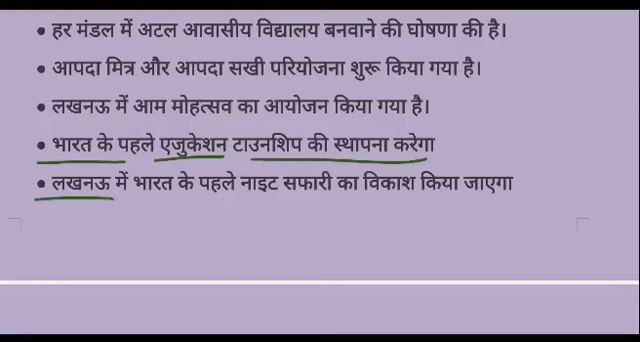 • हर मंडल में अटल आवासीय विद्यालय बनवाने की घोषणा की है।
• आपदा मित्र और आपदा सखी परियोजना शुरू किया गया है।
• लखनऊ में आम मोहत्सव का आयोजन किया गया है।
• भारत के पहले एजुकेशन टाउनशिप की स्थापना करेगा
• लखनऊ में भारत के पहले नाइट सफारी का विकाश किया जाएगा